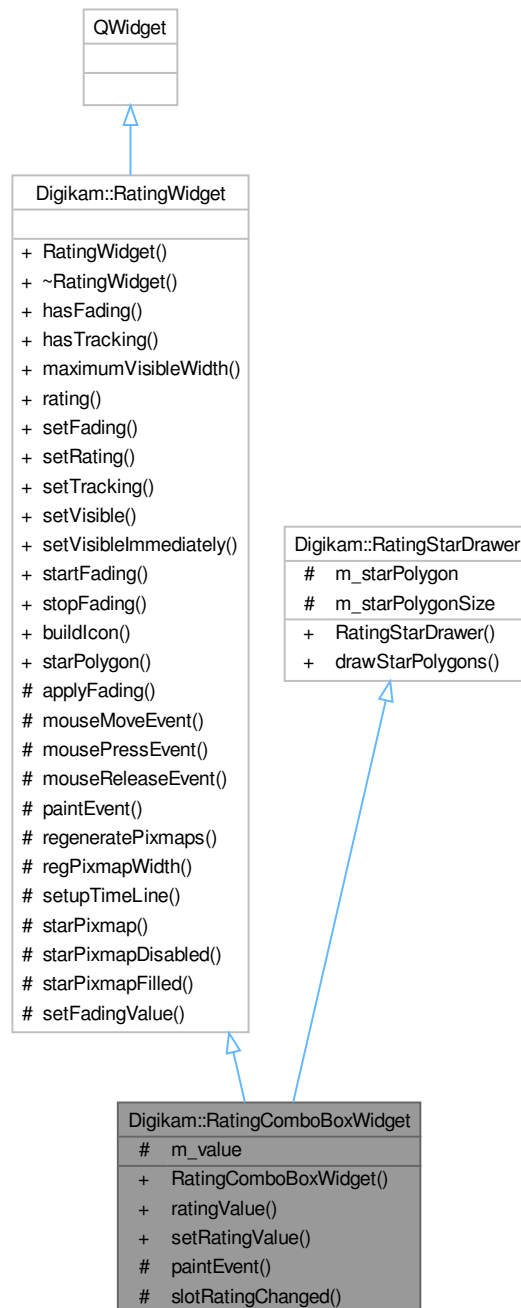 QWidget
Digikam::RatingWidget
+ RatingWidget()
+ ~RatingWidget()
+ hasFading()
+ hasTracking()
+ maximumVisibleWidth()
+ rating()
+ setFading()
+ setRating()
+ setTracking()
+ setVisible()
+ setVisibleImmediately()
+ startFading()
+ stopFading()
+ buildIcon()
+ starPolygon()
# applyFading()
# mouseMoveEvent()
# mousePressEvent()
# mouseReleaseEvent()
# paintEvent()
# regeneratePixmaps()
# regPixmapWidth()
# setupTimeLine()
# starPixmap()
# starPixmapDisabled()
# starPixmapFilled()
# setFadingValue()
Digikam::RatingStarDrawer
# m_starPolygon
# m_starPolygonSize
+ RatingStarDrawer()
+ drawStarPolygons()
Digikam::RatingComboBoxWidget
# m_value
+ RatingComboBoxWidget()
+ ratingValue()
+ setRatingValue()
# paintEvent()
# slotRatingChanged()